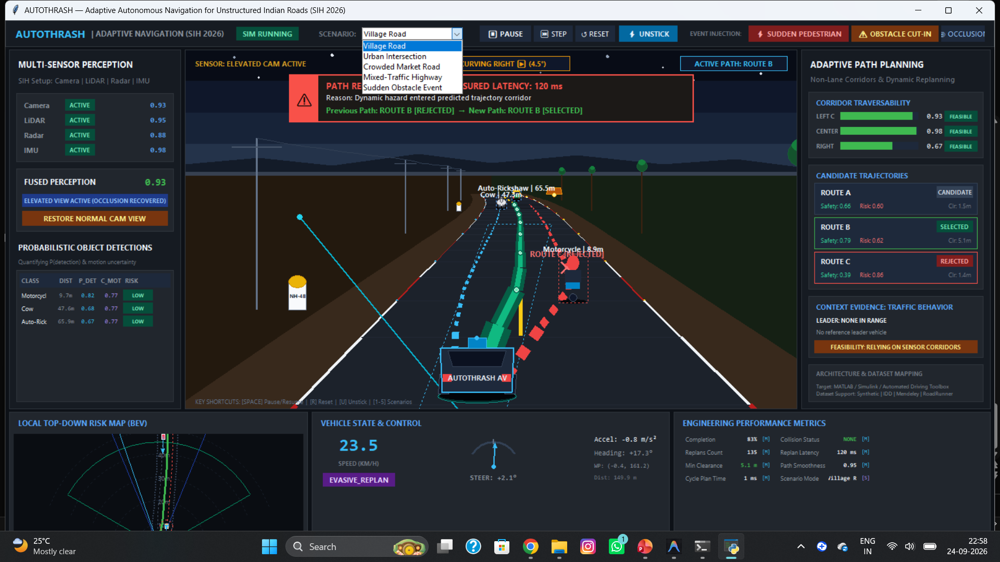 AUTOTHRASH — Adaptive Autonomous Navigation for Unstructured Indian Roads (SIH 2026)
AUTOTHRASH | ADAPTIVE NAVIGATION (SIH 2026) SIM RUNNING SCENARIO: Village Road PAUSE STEP RESET UNSTICK EVENT INJECTION: SUDDEN PEDESTRIAN OBSTACLE CUT-IN OCCLUSION
Village Road
Urban Intersection
Crowded Market Road
Mixed-Traffic Highway
Sudden Obstacle Event
MULTI-SENSOR PERCEPTION
SIH Setup: Camera | LiDAR | Radar | IMU
Camera ACTIVE 0.93
LiDAR ACTIVE 0.95
Radar ACTIVE 0.88
IMU ACTIVE 0.98
FUSED PERCEPTION 0.93
ELEVATED VIEW ACTIVE (OCCLUSION RECOVERED)
RESTORE NORMAL CAM VIEW
PROBABILISTIC OBJECT DETECTIONS
Quantifying P(detection) & motion uncertainty
CLASS DIST P_DET C_MOT RISK
Motorcycl 9.7m 0.82 0.77 LOW
Cow 47.6m 0.68 0.77 LOW
Auto-Rick 65.9m 0.67 0.77 LOW
SENSOR: ELEVATED CAM ACTIVE
CURVING RIGHT (4.5°)
ACTIVE PATH: ROUTE B
PATH RE
SURED LATENCY: 120 ms
Reason: Dynamic hazard entered predicted trajectory corridor
Previous Path: ROUTE B [REJECTED] → New Path: ROUTE B [SELECTED]
Auto-Rickshaw | 65.5m
Cow | 47.3m
Motorcycle | 8.9m
ROUTE C [REJECTED]
NH-48
AUTOTHRASH AV
KEY SHORTCUTS: [SPACE] Pause/Resume | [R] Reset | [U] Unstick | [1-5] Scenarios
ADAPTIVE PATH PLANNING
Non-Lane Corridors & Dynamic Replanning
CORRIDOR TRAVERSABILITY
LEFT C 0.93 FEASIBLE
CENTER 0.98 FEASIBLE
RIGHT 0.67 FEASIBLE
CANDIDATE TRAJECTORIES
ROUTE A CANDIDATE
Safety: 0.66 Risk: 0.60 Clr: 1.5m
ROUTE B SELECTED
Safety: 0.79 Risk: 0.62 Clr: 5.1m
ROUTE C REJECTED
Safety: 0.39 Risk: 0.86 Clr: 1.4m
CONTEXT EVIDENCE: TRAFFIC BEHAVIOR
LEADER: NONE IN RANGE
No reference leader vehicle
FEASIBILITY: RELYING ON SENSOR CORRIDORS
ARCHITECTURE & DATASET MAPPING
Target: MATLAB / Simulink / Automated Driving Toolbox
Dataset Support: Synthetic | IDD | Mendeley | RoadRunner
LOCAL TOP-DOWN RISK MAP (BEV)
40m
30m
20m
VEHICLE STATE & CONTROL
23.5
SPEED (KM/H)
EVASIVE_REPLAN
STEER: +2.1°
Accel: -0.8 m/s²
Heading: +17.3°
WP: (-0.4, 161.2)
Dist: 149.9 m
ENGINEERING PERFORMANCE METRICS
Completion 83% [M] Collision Status NONE [M]
Replans Count 135 [M] Replan Latency 120 ms [M]
Min Clearance 5.1 m [M] Path Smoothness 0.95 [M]
Cycle Plan Time 1 ms [M] Scenario Mode /illage R [S]
25°C
Mostly clear
Search
1
ENG
IN
22:58
24-09-2026